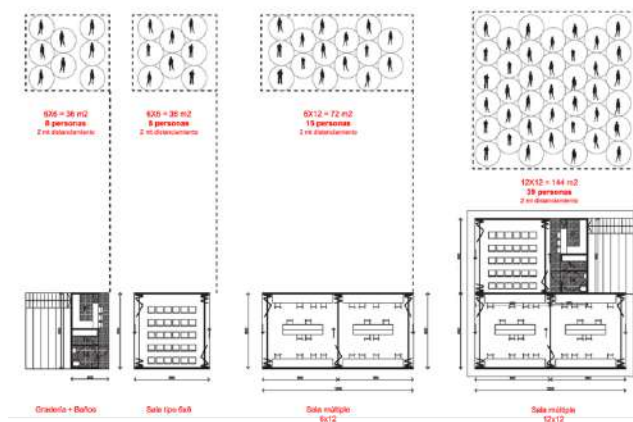 6X6 = 36 m2
8 personas
2 mt distanciamiento
6X6 = 36 m2
8 personas
2 mt distanciamiento
6X12 = 72 m2
15 personas
2 mt distanciamiento
12X12 = 144 m2
39 personas
2 mt distanciamiento
Gradería + Baños
Sala tipo 6x6
Sala múltiple
6x12
Sala múltiple
12x12